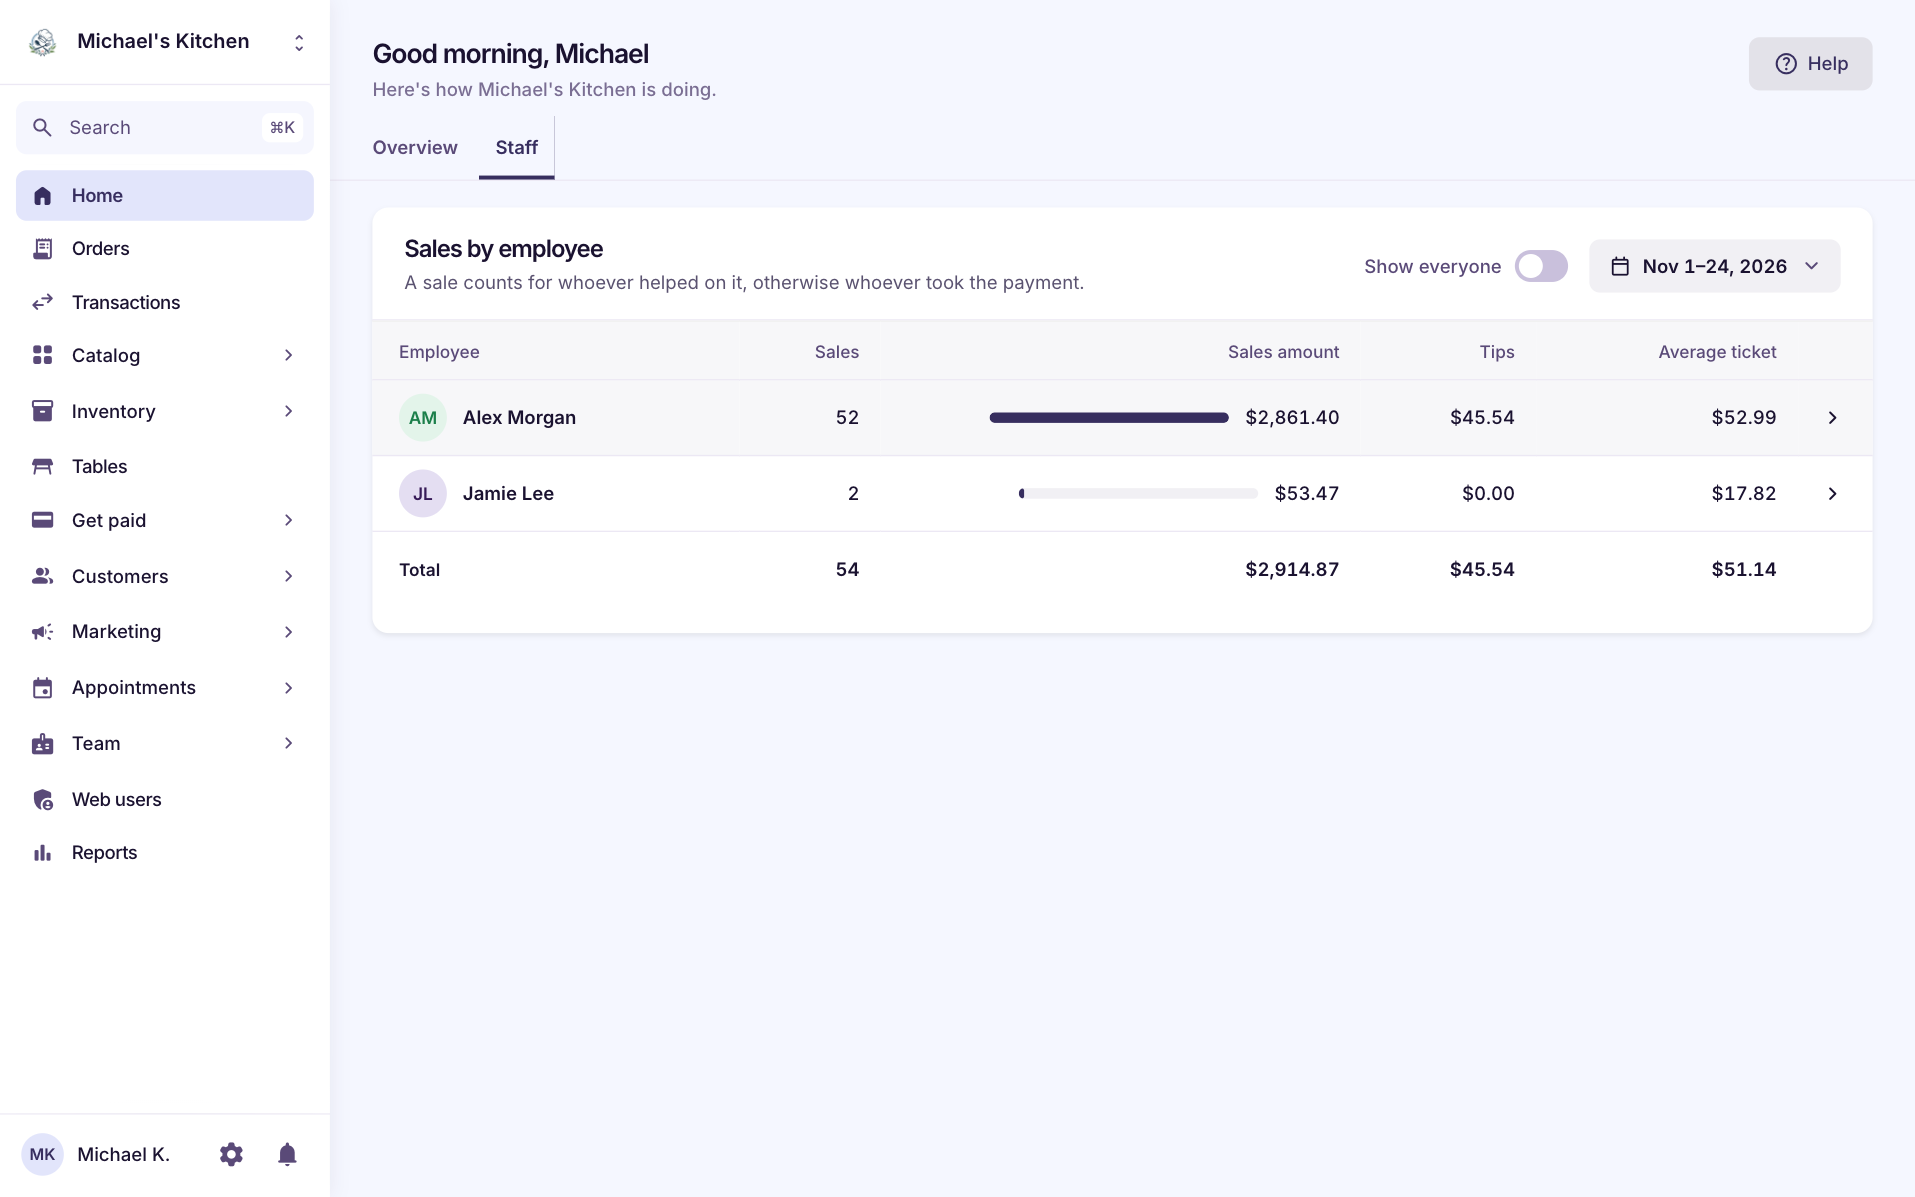 Michael's Kitchen
Search ⌘K
Home
Orders
Transactions
Catalog
Inventory
Tables
Get paid
Customers
Marketing
Appointments
Team
Web users
Reports
MK Michael K.
Good morning, Michael
Here's how Michael's Kitchen is doing.
Help
Overview Staff
Sales by employee
A sale counts for whoever helped on it, otherwise whoever took the payment.
Show everyone Nov 1–24, 2026
Employee Sales Sales amount Tips Average ticket
AM Alex Morgan 52 $2,861.40 $45.54 $52.99
JL Jamie Lee 2 $53.47 $0.00 $17.82
Total 54 $2,914.87 $45.54 $51.14